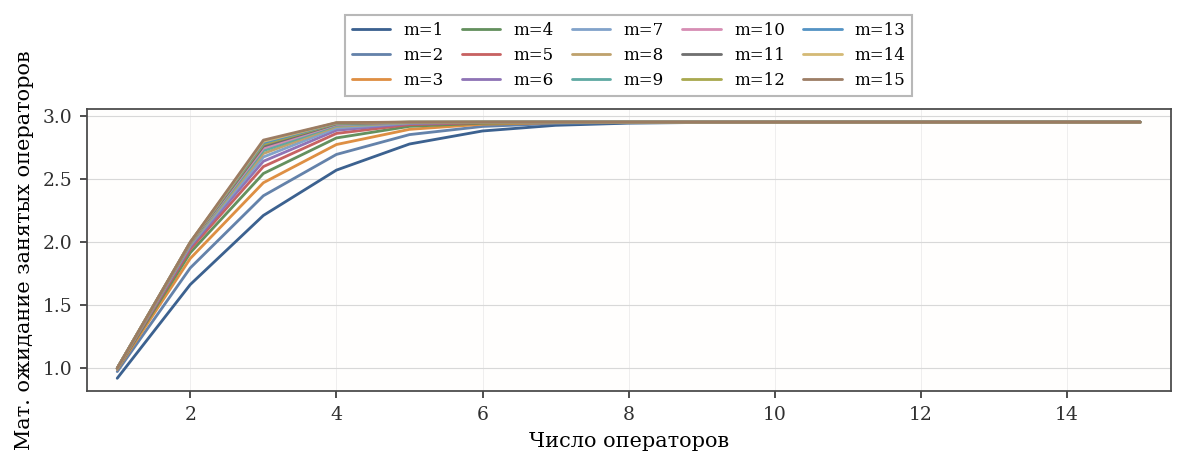 m=1 m=4 m=7 m=10 m=13
m=2 m=5 m=8 m=11 m=14
m=3 m=6 m=9 m=12 m=15
Мат. ожидание занятых операторов
3.0
2.5
2.0
1.5
1.0
2 4 6 8 10 12 14
Число операторов